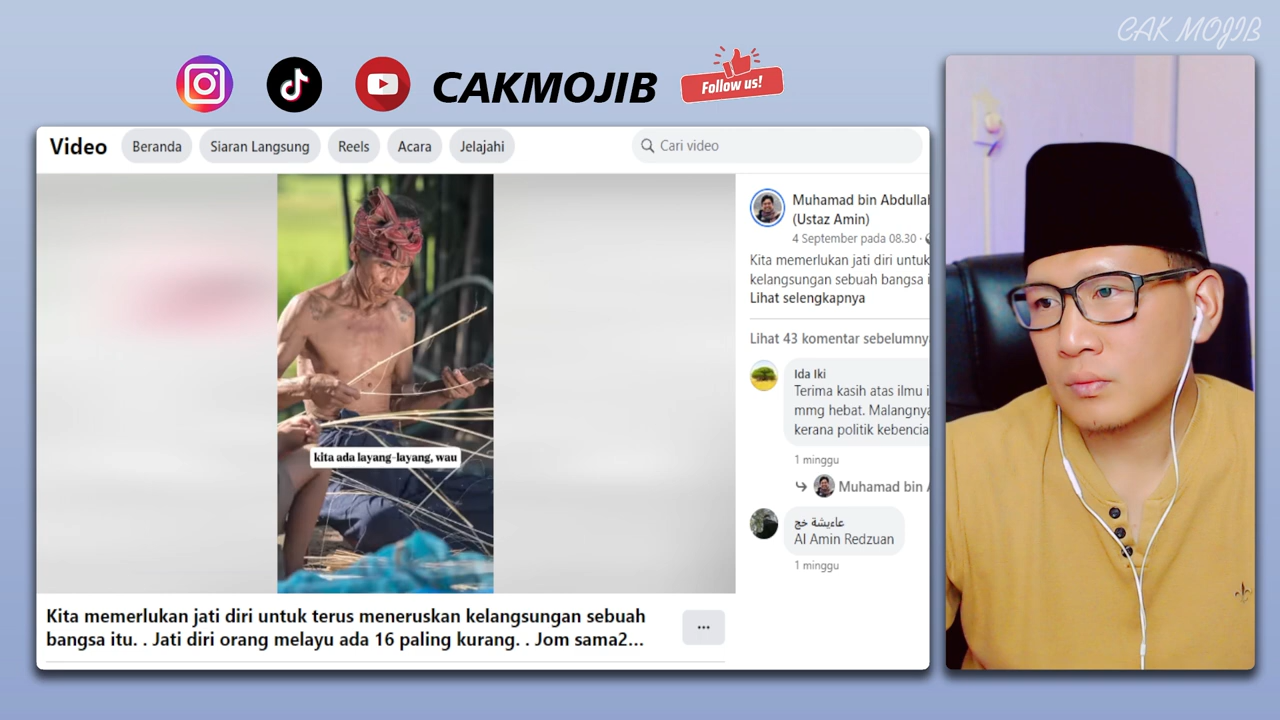 CAK MOJIB
CAKMOJIB
Follow us!
Video
Beranda
Siaran Langsung
Reels
Acara
Jelajahi
Cari video
kita ada layang-layang, wau
Muhamad bin Abdullah
(Ustaz Amin)
4 September pada 08.30 ·
Kita memerlukan jati diri untuk
kelangsungan sebuah bangsa i
Lihat selengkapnya
Lihat 43 komentar sebelumny
Ida Iki
Terima kasih atas ilmu i
mmg hebat. Malangnya
kerana politik kebencia
1 minggu
Muhamad bin A
عاءيشة خج
Al Amin Redzuan
1 minggu
Kita memerlukan jati diri untuk terus meneruskan kelangsungan sebuah
bangsa itu. . Jati diri orang melayu ada 16 paling kurang. . Jom sama2...